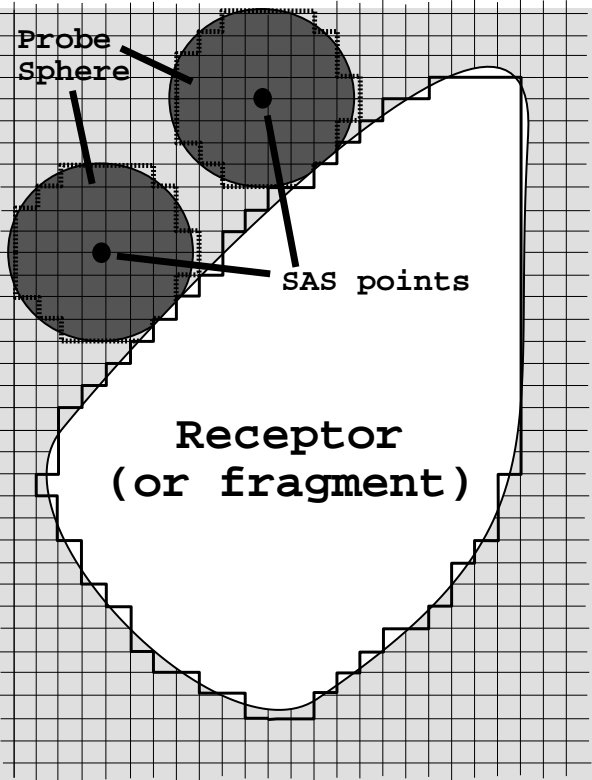 Probe
Sphere
SAS points
Receptor
(or fragment)